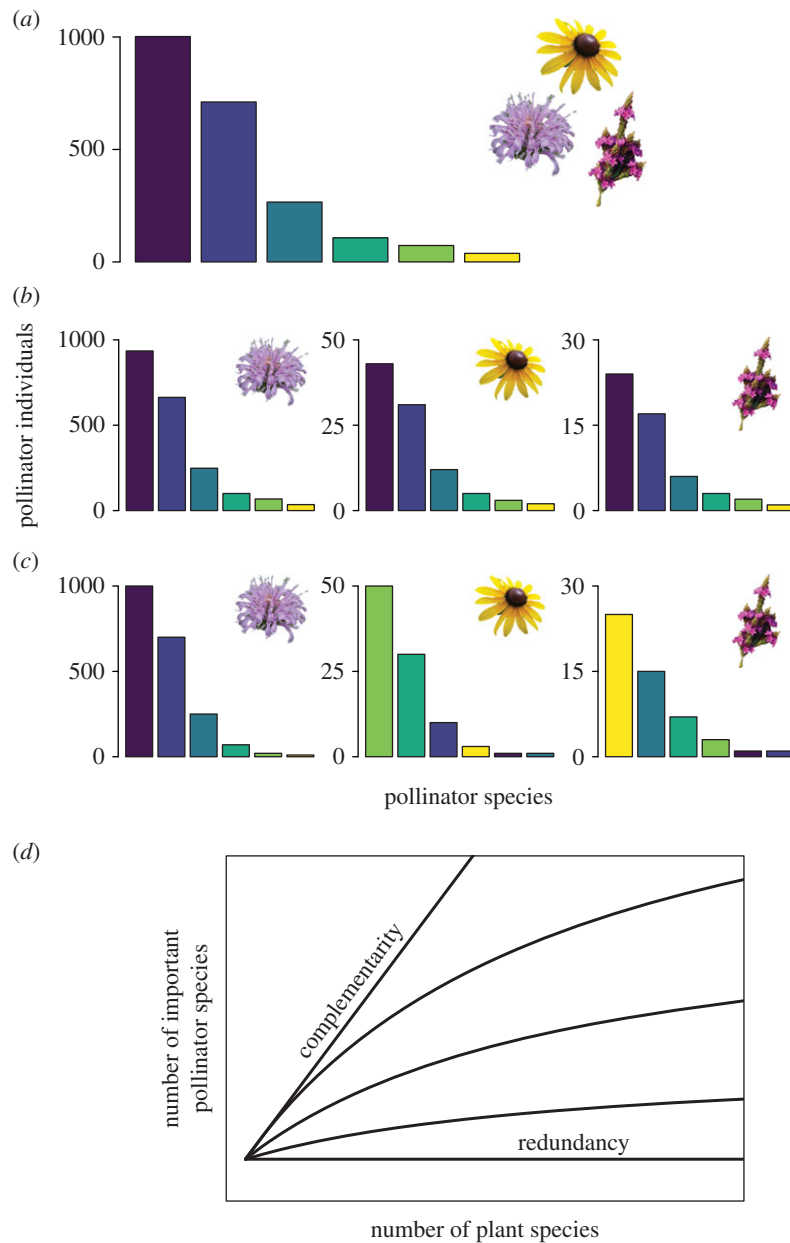 (a)
1000
500
0
(b)
pollinator individuals
1000
500
0
50
25
0
30
15
0
(c)
1000
500
0
50
25
0
30
15
0
pollinator species
(d)
number of important
pollinator species
complementarity
redundancy
number of plant species